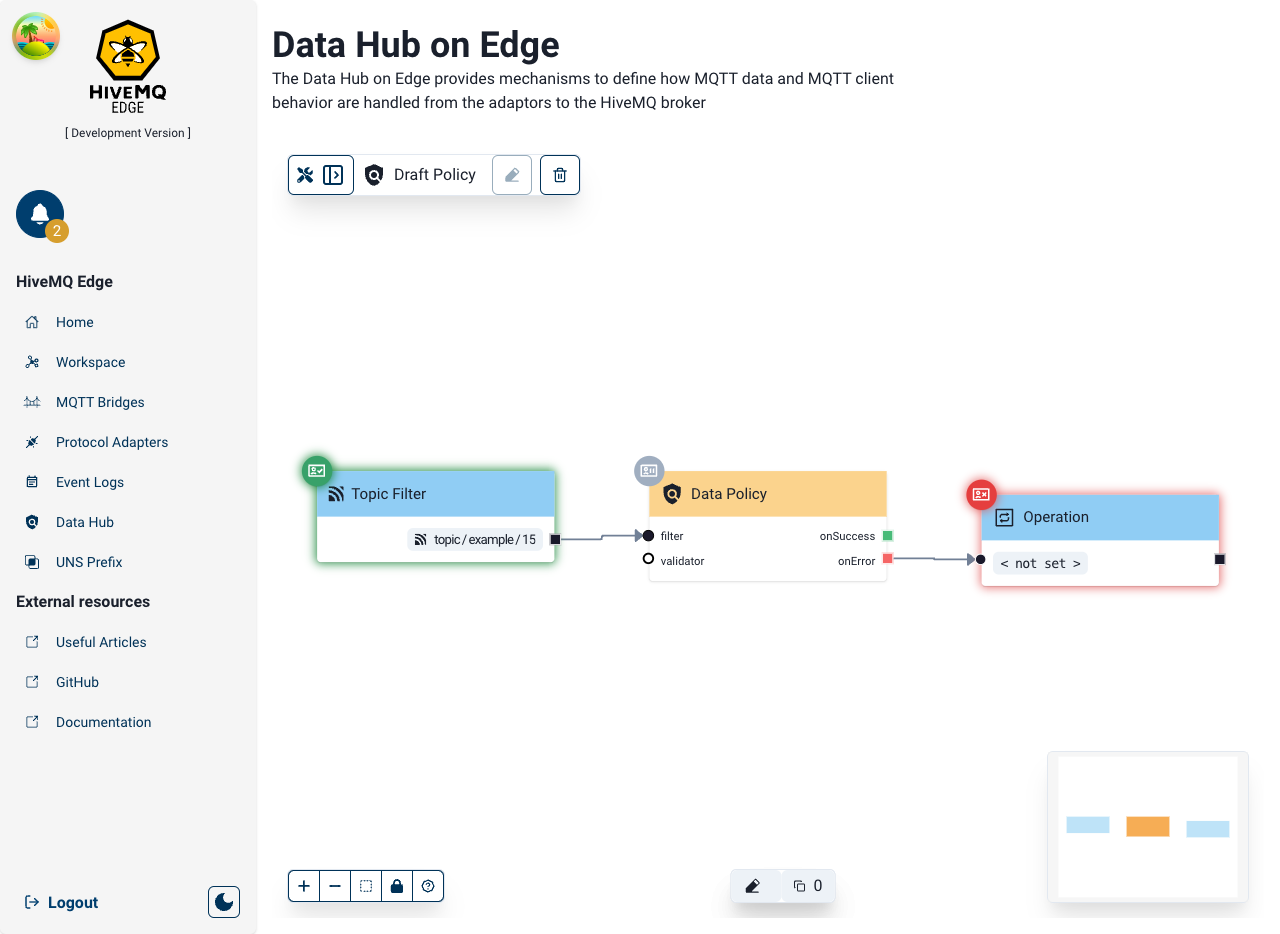 HIVEMQ
EDGE
[ Development Version ]
2
HiveMQ Edge
Home
Workspace
MQTT Bridges
Protocol Adapters
Event Logs
Data Hub
UNS Prefix
External resources
Useful Articles
GitHub
Documentation
Logout
Data Hub on Edge
The Data Hub on Edge provides mechanisms to define how MQTT data and MQTT client
behavior are handled from the adaptors to the HiveMQ broker
Draft Policy
Topic Filter
topic/example/15
Data Policy
filter
onSuccess
validator
onError
Operation
< not set >
0